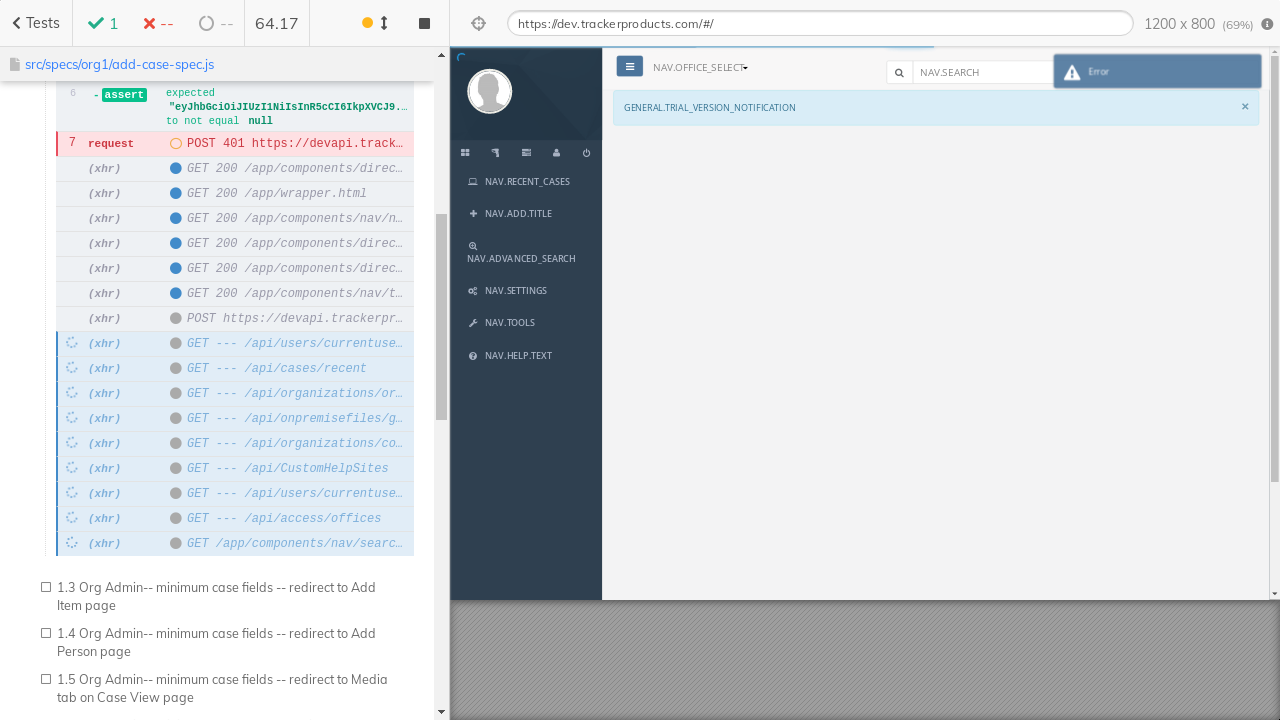 Tests
1
--
--
64.17
https://dev.trackerproducts.com/#/
1200 x 800 (69%)
src/specs/org1/add-case-spec.js
6 - assert expected
"eyJhbGciOiJIUzI1NiIsInR5cCI6IkpXVCJ9.…
to not equal null
7 request POST 401 https://devapi.track…
(xhr) GET 200 /app/components/direc…
(xhr) GET 200 /app/wrapper.html
(xhr) GET 200 /app/components/nav/n…
(xhr) GET 200 /app/components/direc…
(xhr) GET 200 /app/components/direc…
(xhr) GET 200 /app/components/nav/t…
(xhr) POST https://devapi.trackerpr…
(xhr) GET --- /api/users/currentuse…
(xhr) GET --- /api/cases/recent
(xhr) GET --- /api/organizations/or…
(xhr) GET --- /api/onpremisefiles/g…
(xhr) GET --- /api/organizations/co…
(xhr) GET --- /api/CustomHelpSites
(xhr) GET --- /api/users/currentuse…
(xhr) GET --- /api/access/offices
(xhr) GET /app/components/nav/searc…
1.3 Org Admin-- minimum case fields -- redirect to Add
Item page
1.4 Org Admin-- minimum case fields -- redirect to Add
Person page
1.5 Org Admin-- minimum case fields -- redirect to Media
tab on Case View page
NAV.OFFICE_SELECT
NAV.SEARCH
Error
GENERAL.TRIAL_VERSION_NOTIFICATION
×
NAV.RECENT_CASES
NAV.ADD.TITLE
NAV.ADVANCED_SEARCH
NAV.SETTINGS
NAV.TOOLS
NAV.HELP.TEXT